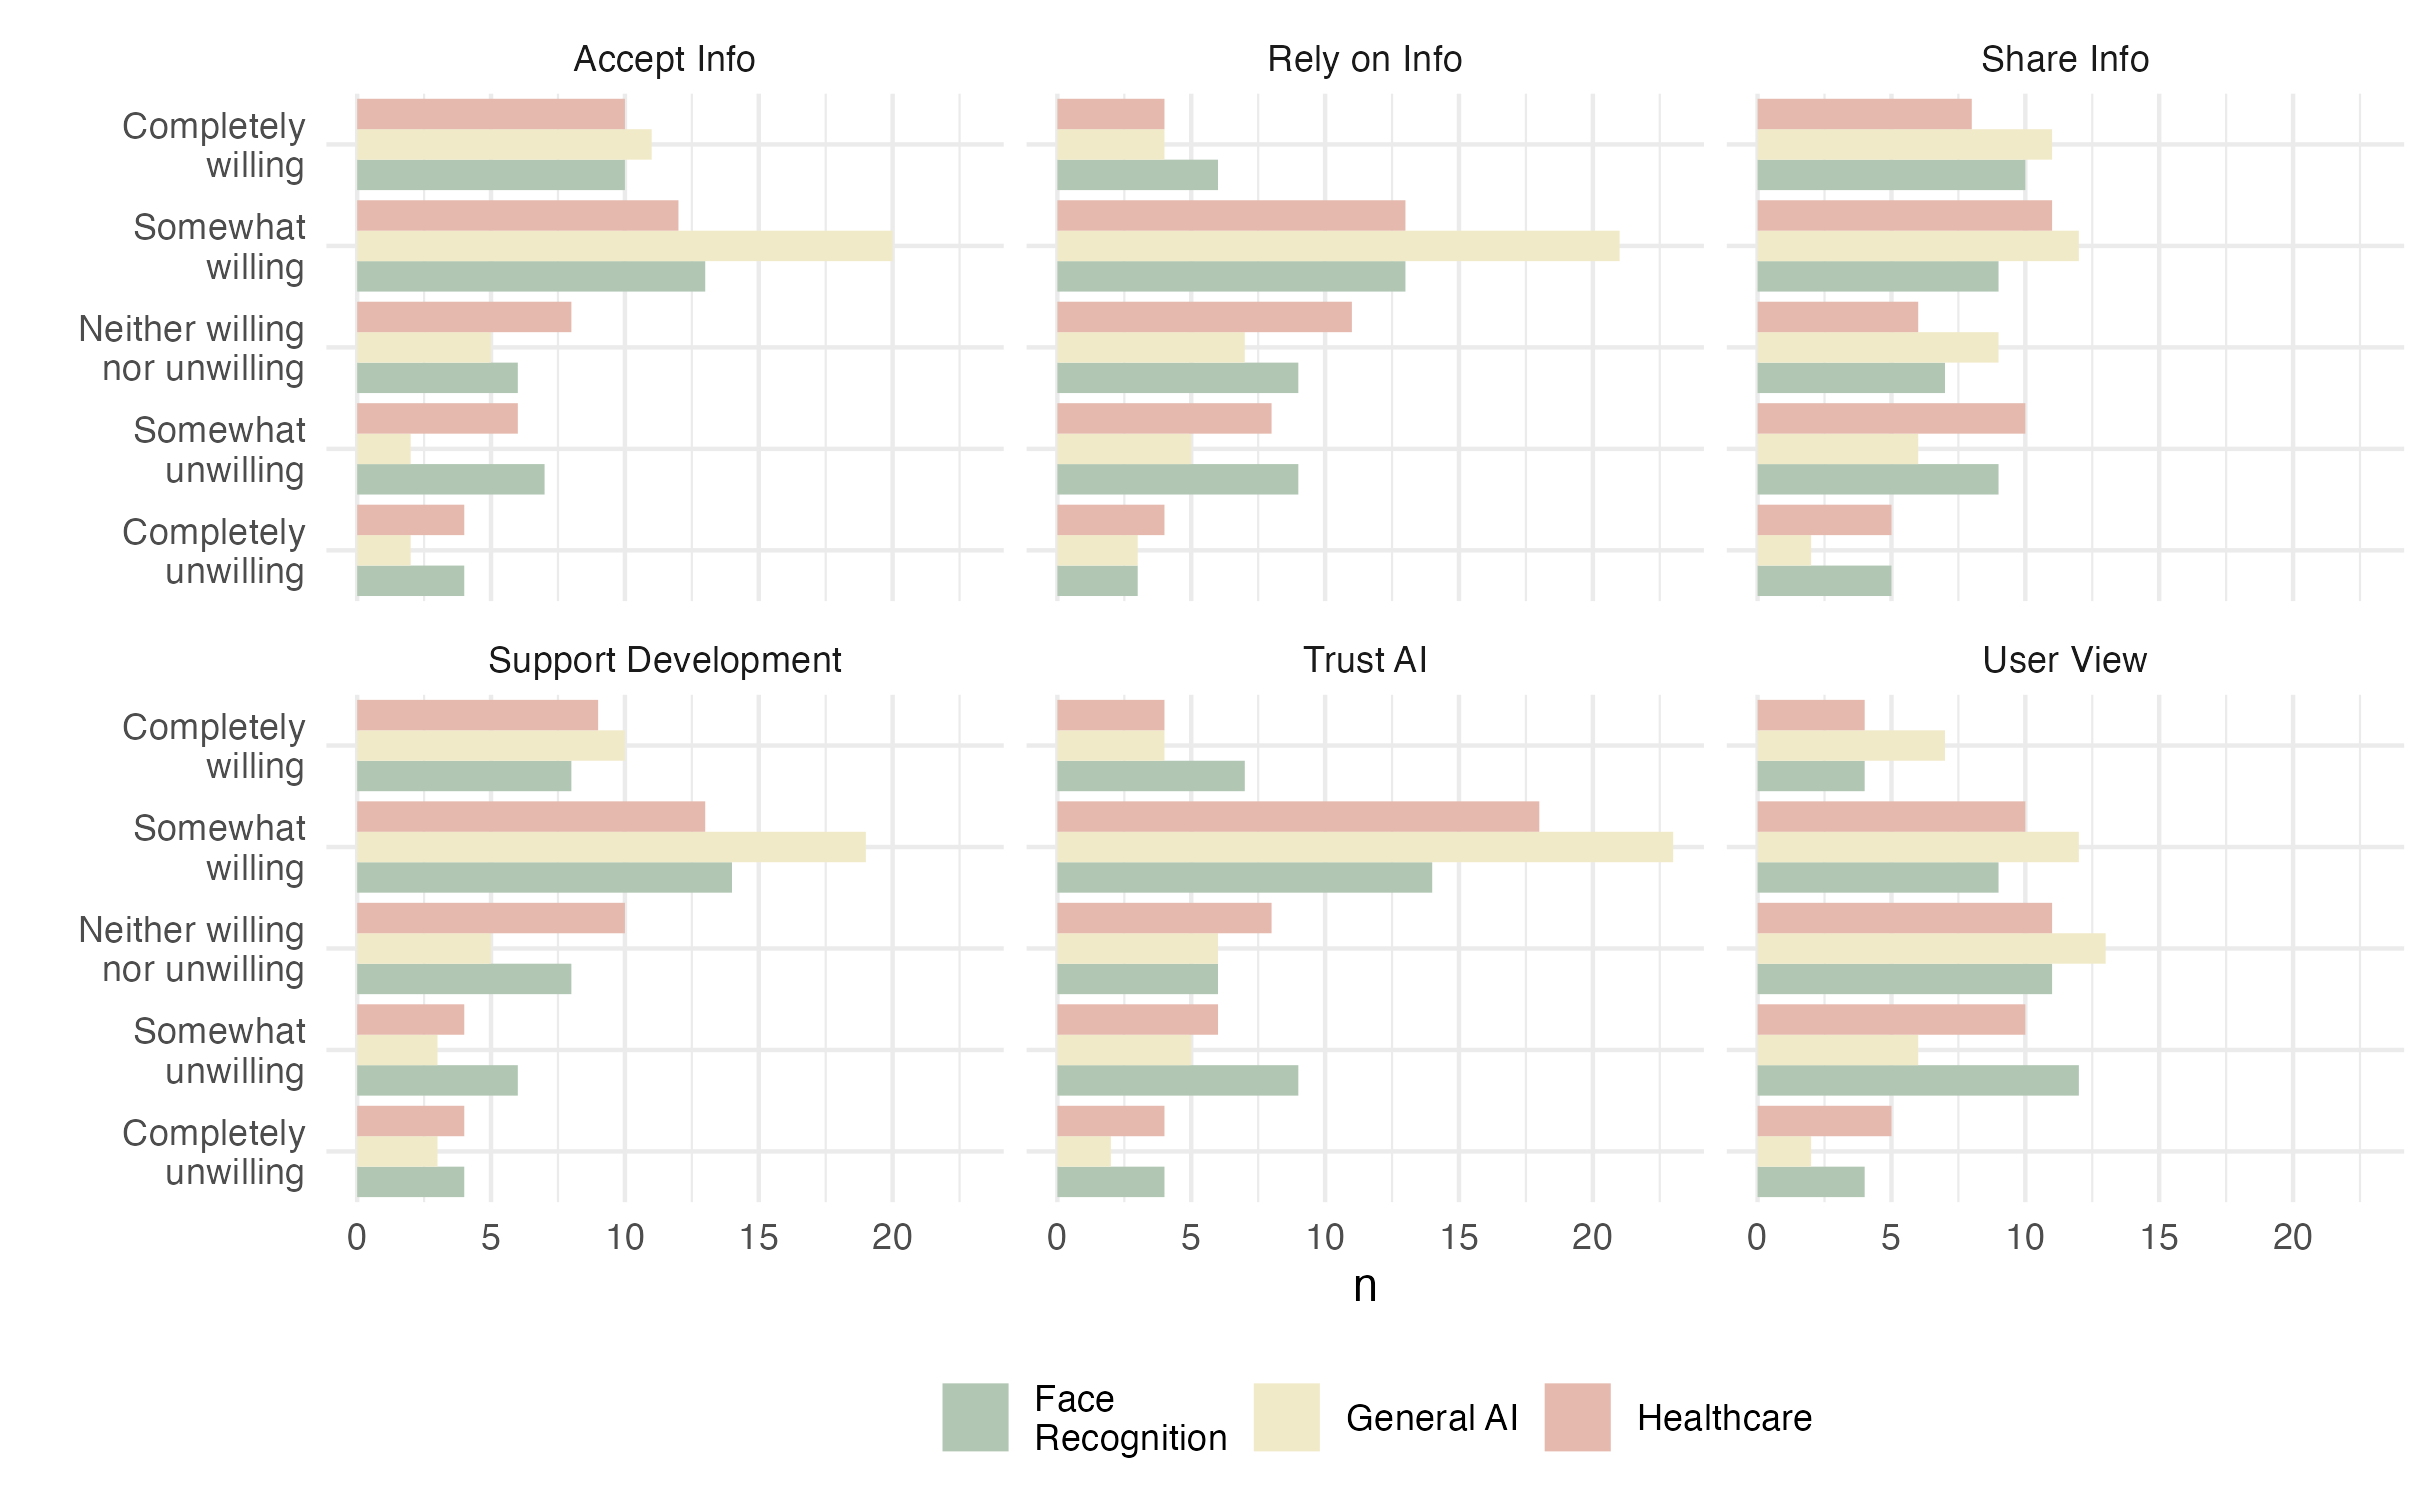 Accept Info
Rely on Info
Share Info
Completely
willing
Somewhat
willing
Neither willing
nor unwilling
Somewhat
unwilling
Completely
unwilling
Support Development
Trust AI
User View
Completely
willing
Somewhat
willing
Neither willing
nor unwilling
Somewhat
unwilling
Completely
unwilling
0 5 10 15 20
0 5 10 15 20
0 5 10 15 20
n
Face
Recognition
General AI
Healthcare